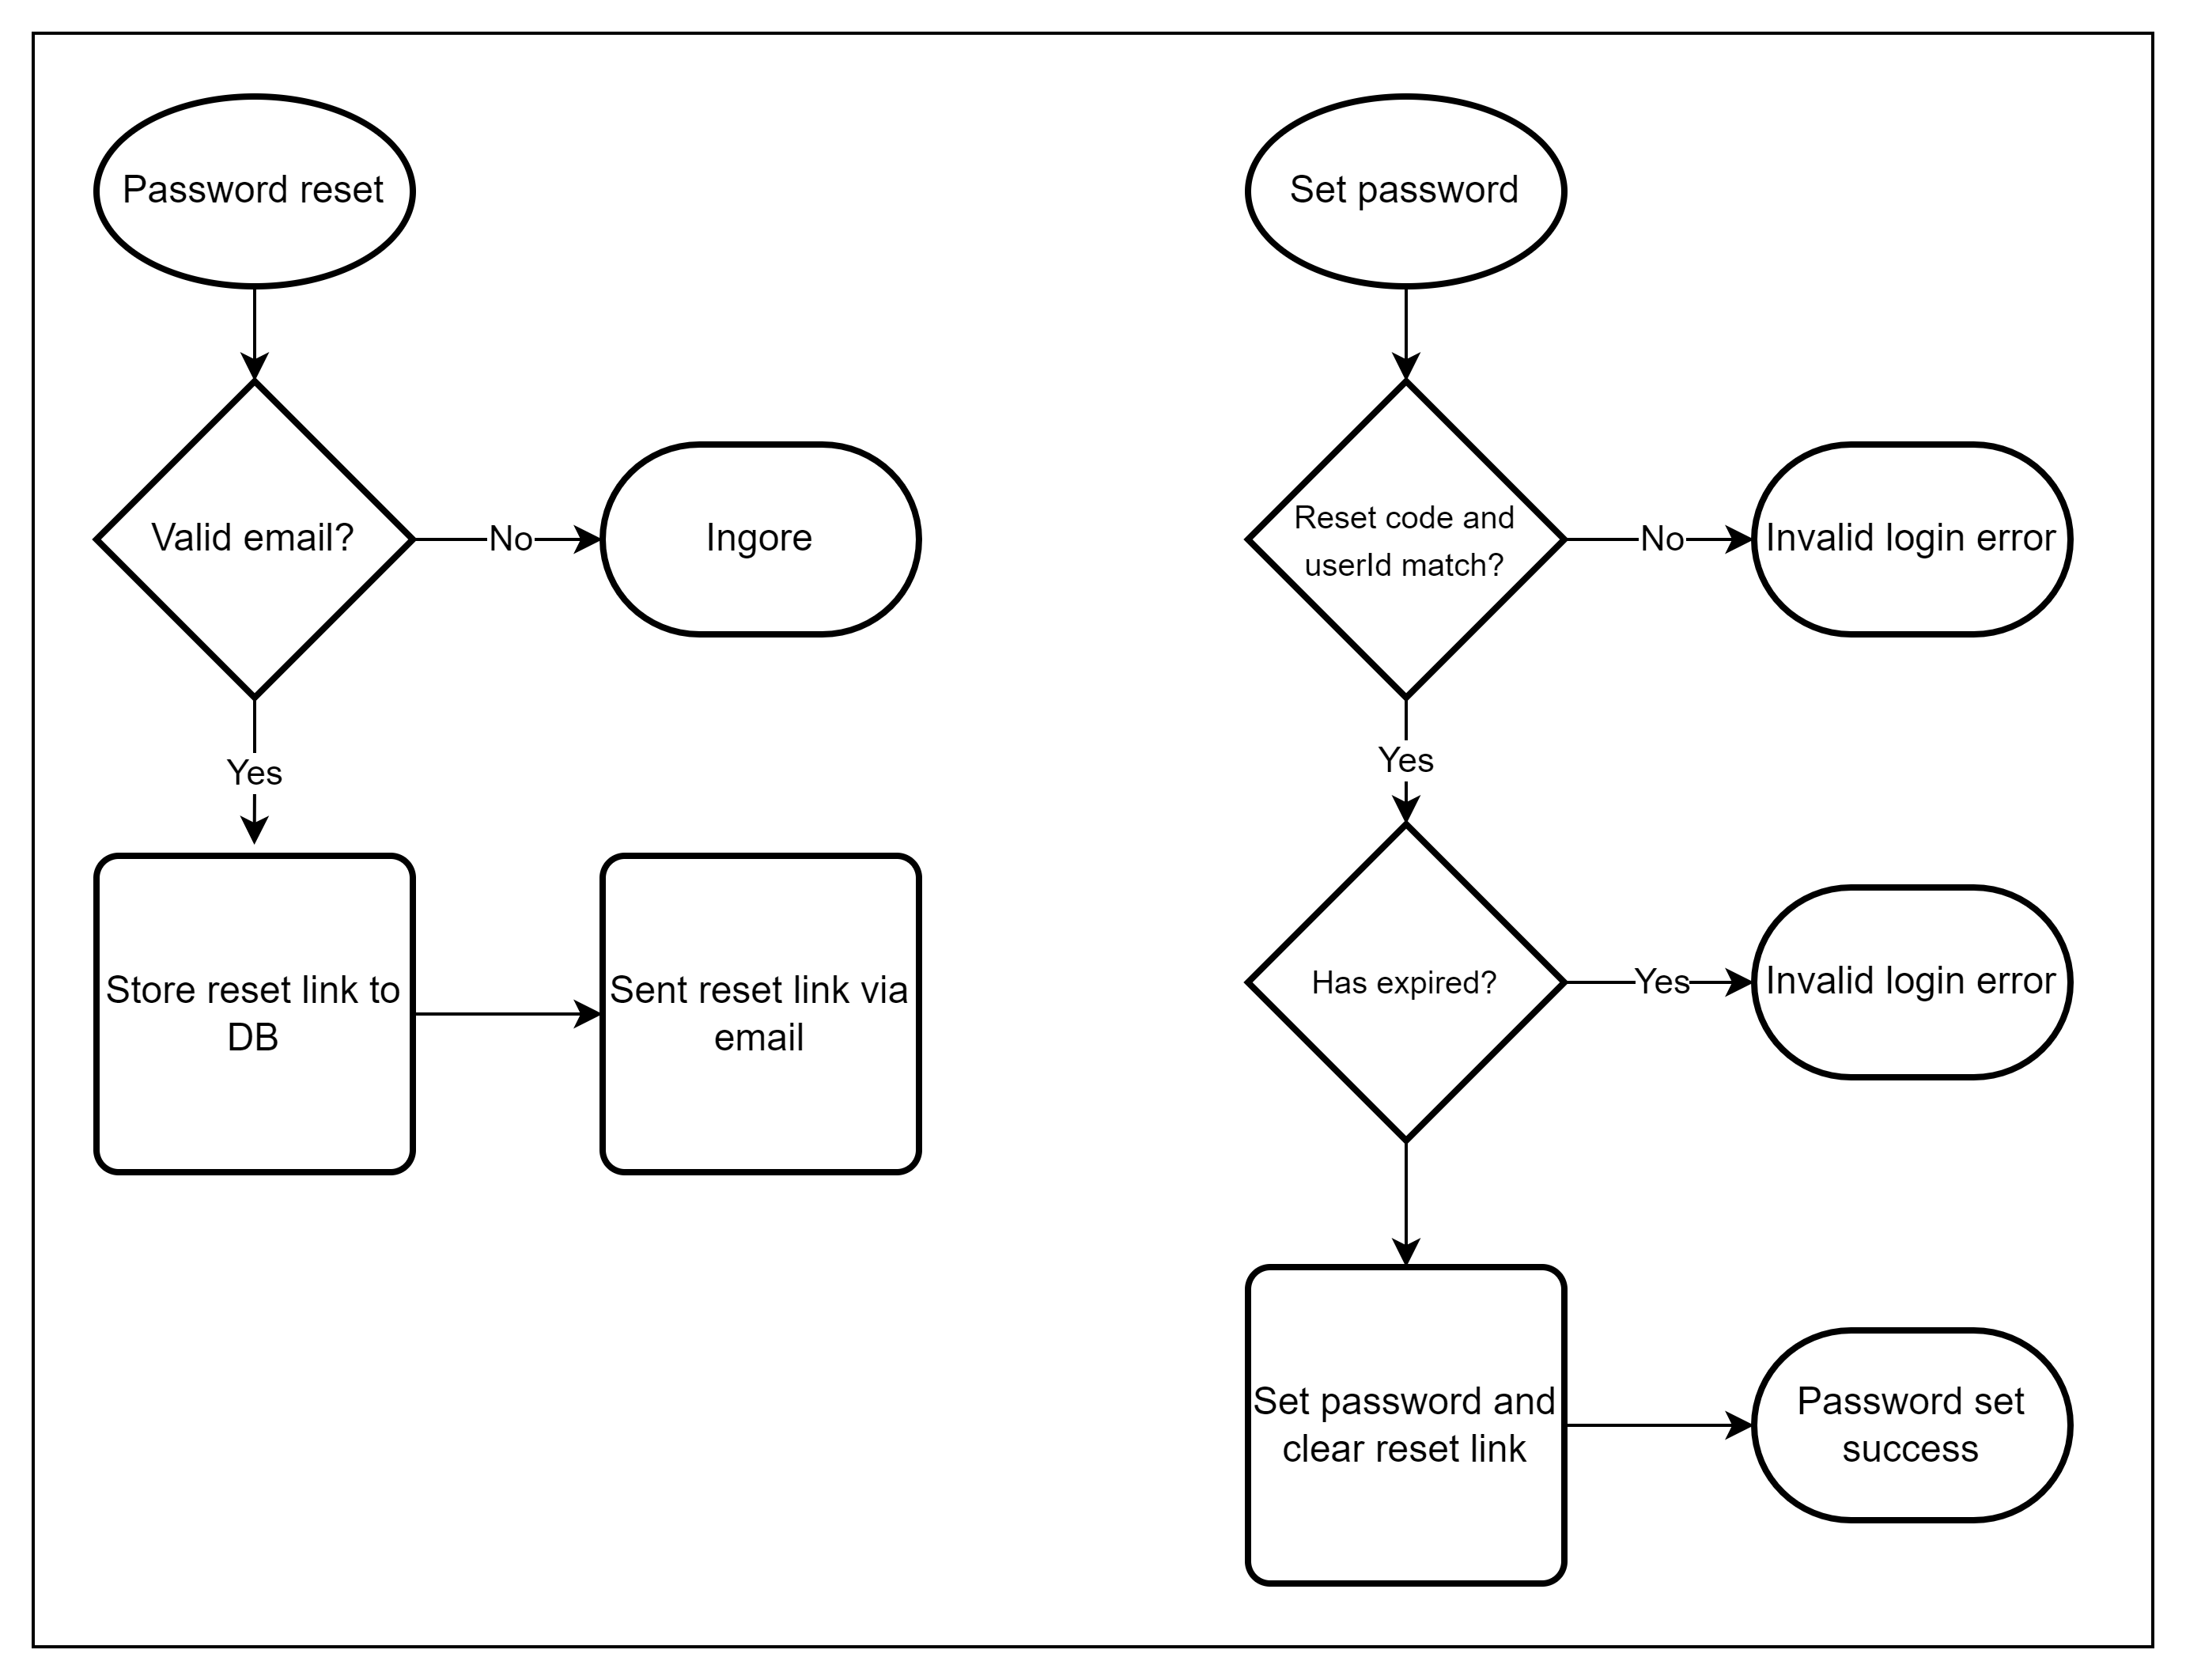 Password reset
Valid email?
No
Ingore
Yes
Store reset link to
DB
Sent reset link via
email
Set password
Reset code and
userId match?
No
Invalid login error
Yes
Has expired?
Yes
Invalid login error
Set password and
clear reset link
Password set
success